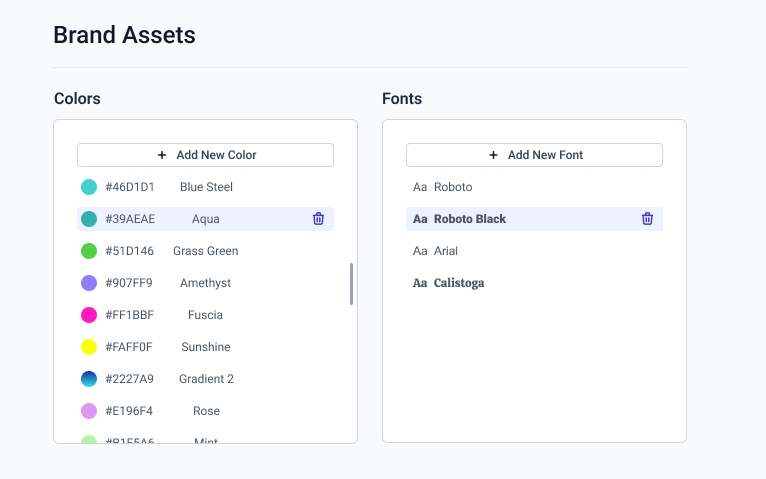 Brand Assets
Colors
+ Add New Color
#46D1D1 Blue Steel
#39AEAE Aqua
#51D146 Grass Green
#907FF9 Amethyst
#FF1BBF Fuscia
#FAFF0F Sunshine
#2227A9 Gradient 2
#E196F4 Rose
Mint
Fonts
+ Add New Font
Aa Roboto
Aa Roboto Black
Aa Arial
Aa Calistoga